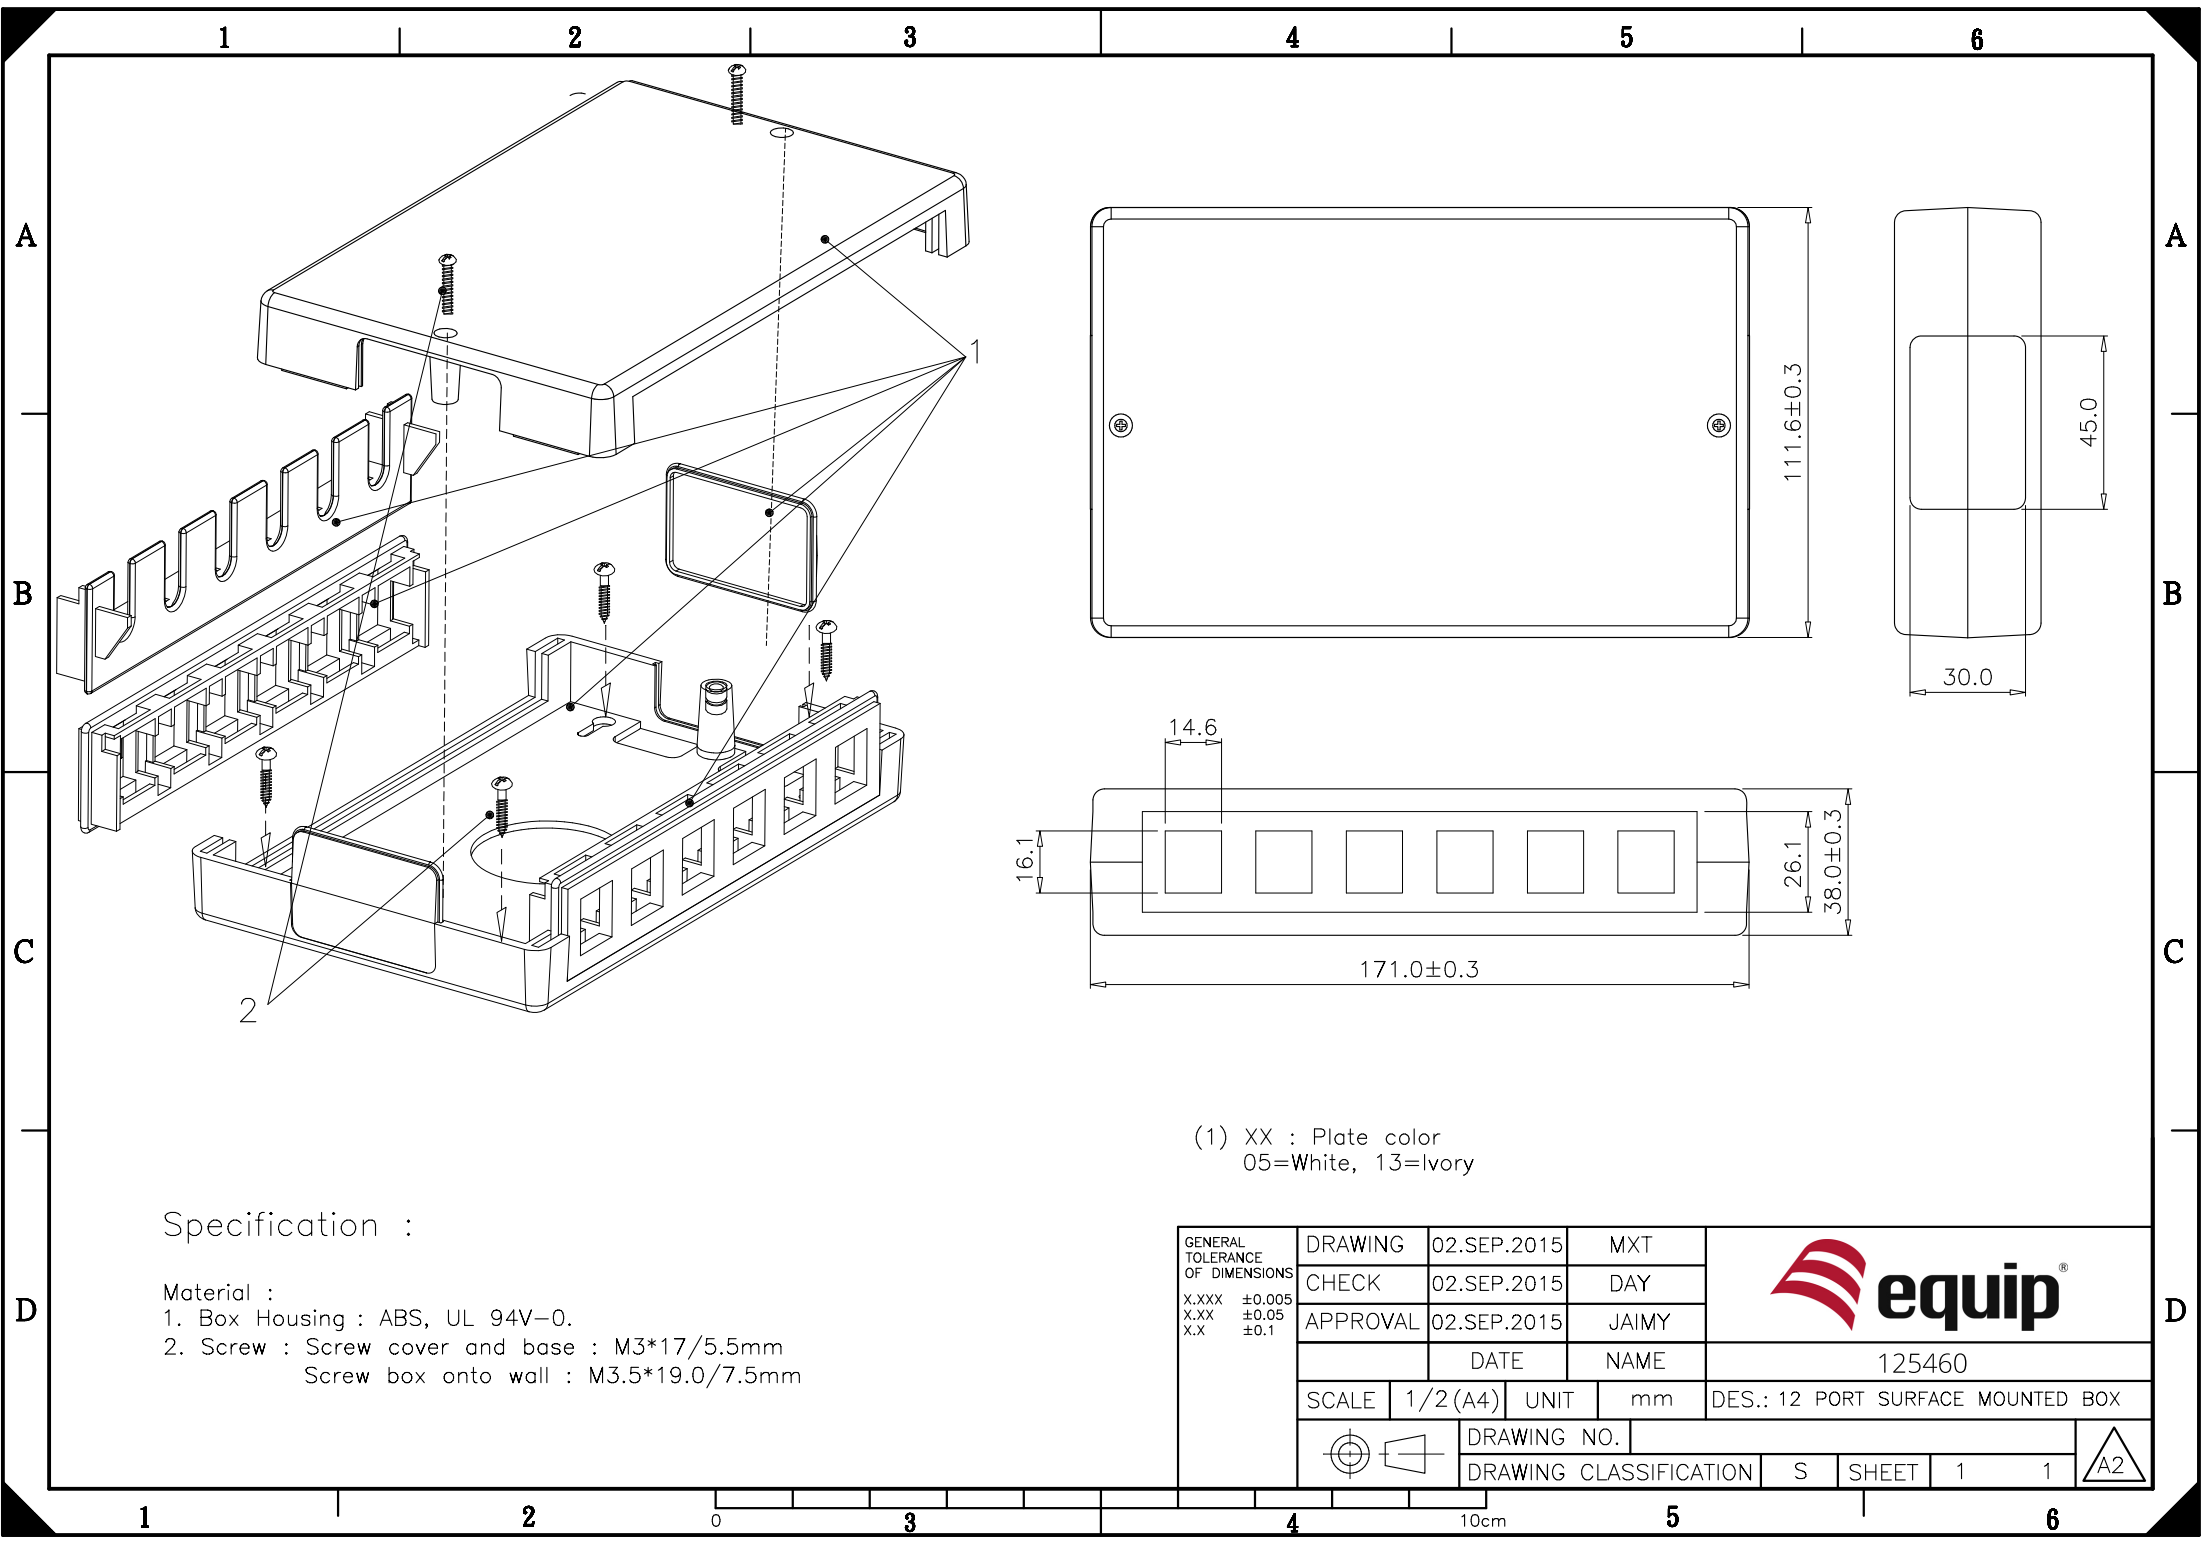 1 2 3 4 5 6
A A
B B
C C
D D
1
2
111.6±0.3
45.0
30.0
14.6
16.1
26.1
38.0±0.3
171.0±0.3
(1) XX : Plate color
05=White, 13=Ivory
Specification :
Material :
1. Box Housing : ABS, UL 94V-0.
2. Screw : Screw cover and base : M3*17/5.5mm
Screw box onto wall : M3.5*19.0/7.5mm
GENERAL
TOLERANCE
OF DIMENSIONS
X.XXX ±0.005
X.XX ±0.05
X.X ±0.1
DRAWING 02.SEP.2015 MXT
CHECK 02.SEP.2015 DAY
APPROVAL 02.SEP.2015 JAIMY
DATE NAME
equip®
125460
SCALE 1/2(A4) UNIT mm DES.: 12 PORT SURFACE MOUNTED BOX
DRAWING NO.
DRAWING CLASSIFICATION S SHEET 1 1
A2
0 10cm
1 2 3 4 5 6